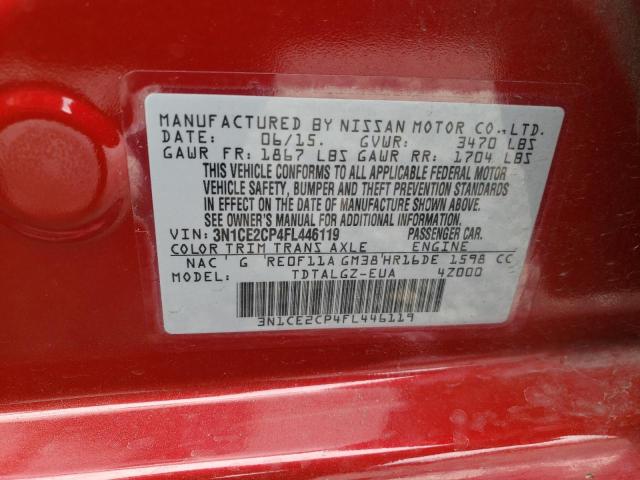 MANUFACTURED BY NISSAN MOTOR CO.,LTD.
DATE: 06/15. GVWR: 3470 LBS
GAWR FR: 1867 LBS GAWR RR: 1704 LBS
THIS VEHICLE CONFORMS TO ALL APPLICABLE FEDERAL MOTOR
VEHICLE SAFETY, BUMPER AND THEFT PREVENTION STANDARDS
IN EFFECT ON THE DATE OF MANUFACTURE SHOWN ABOVE.
SEE OWNER'S MANUAL FOR ADDITIONAL INFORMATION.
VIN: 3N1CE2CP4FL446119 PASSENGER CAR.
COLOR TRIM TRANS AXLE ENGINE
NAC ' G ' RE0F11A GM38 ' HR16DE 1598 CC
MODEL: TDTALGZ-EUA 4Z000
3N1CE2CP4FL446119